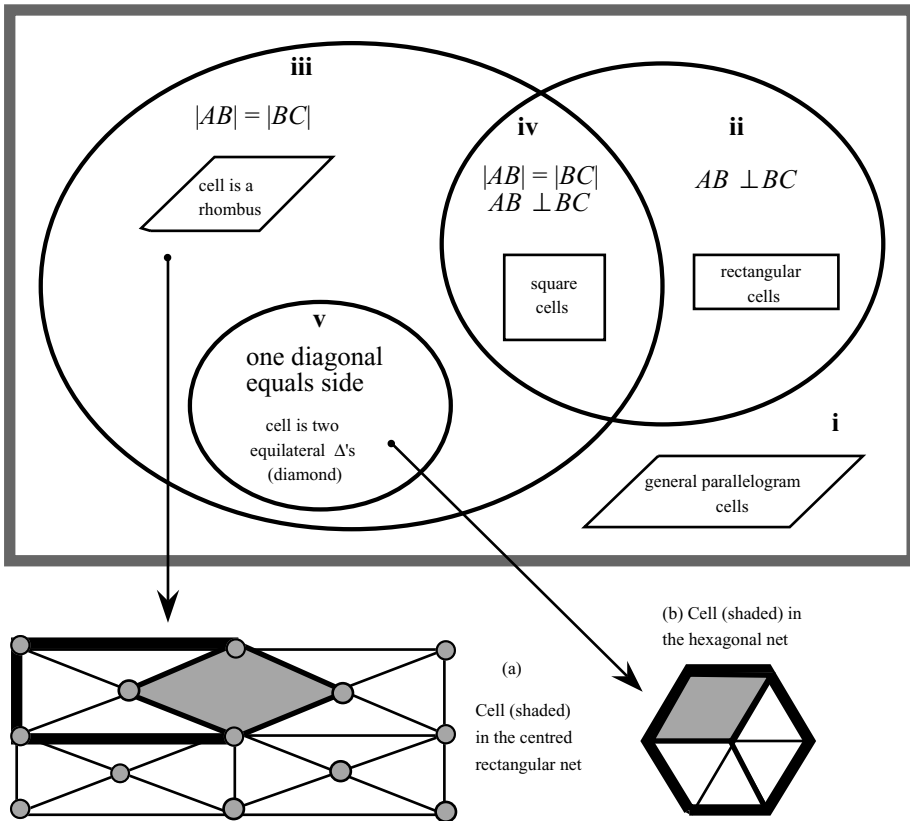 iii
|AB| = |BC|
cell is a
rhombus
iv
|AB| = |BC|
AB ⊥ BC
square
cells
ii
AB ⊥ BC
rectangular
cells
v
one diagonal
equals side
cell is two
equilateral Δ's
(diamond)
i
general parallelogram
cells
(a)
Cell (shaded)
in the centred
rectangular net
(b) Cell (shaded) in
the hexagonal net